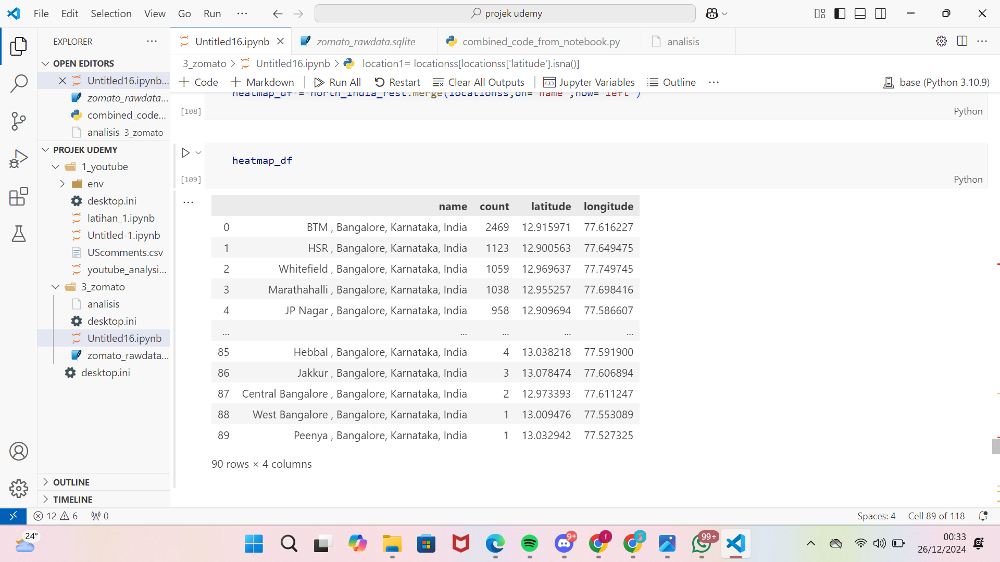 File Edit Selection View Go Run ...
projek udemy
EXPLORER
OPEN EDITORS
Untitled16.ipynb...
zomato_rawdata...
combined_code...
analisis 3_zomato
PROJEK UDEMY
1_youtube
env
desktop.ini
latihan_1.ipynb
Untitled-1.ipynb
UScomments.csv
youtube_analysi...
3_zomato
analisis
desktop.ini
Untitled16.ipynb
zomato_rawdata...
desktop.ini
OUTLINE
TIMELINE
Untitled16.ipynb
zomato_rawdata.sqlite
combined_code_from_notebook.py
analisis
3_zomato > Untitled16.ipynb > location1= locationss[locationss['latitude'].isna()]
+ Code + Markdown Run All Restart Clear All Outputs Jupyter Variables Outline ... base (Python 3.10.9)
heatmap_df = north_india_rest.merge(locationss,on='name',how='left')
[108] Python
heatmap_df
[109] Python
...
name count latitude longitude
0 BTM , Bangalore, Karnataka, India 2469 12.915971 77.616227
1 HSR , Bangalore, Karnataka, India 1123 12.900563 77.649475
2 Whitefield , Bangalore, Karnataka, India 1059 12.969637 77.749745
3 Marathahalli , Bangalore, Karnataka, India 1038 12.955257 77.698416
4 JP Nagar , Bangalore, Karnataka, India 958 12.909694 77.586607
... ... ... ... ...
85 Hebbal , Bangalore, Karnataka, India 4 13.038218 77.591900
86 Jakkur , Bangalore, Karnataka, India 3 13.078474 77.606894
87 Central Bangalore , Bangalore, Karnataka, India 2 12.973393 77.611247
88 West Bangalore , Bangalore, Karnataka, India 1 13.009476 77.553089
89 Peenya , Bangalore, Karnataka, India 1 13.032942 77.527325
90 rows × 4 columns
12 6 0
Spaces: 4 Cell 89 of 118
24°
9+
f
S
99+
00:33
26/12/2024